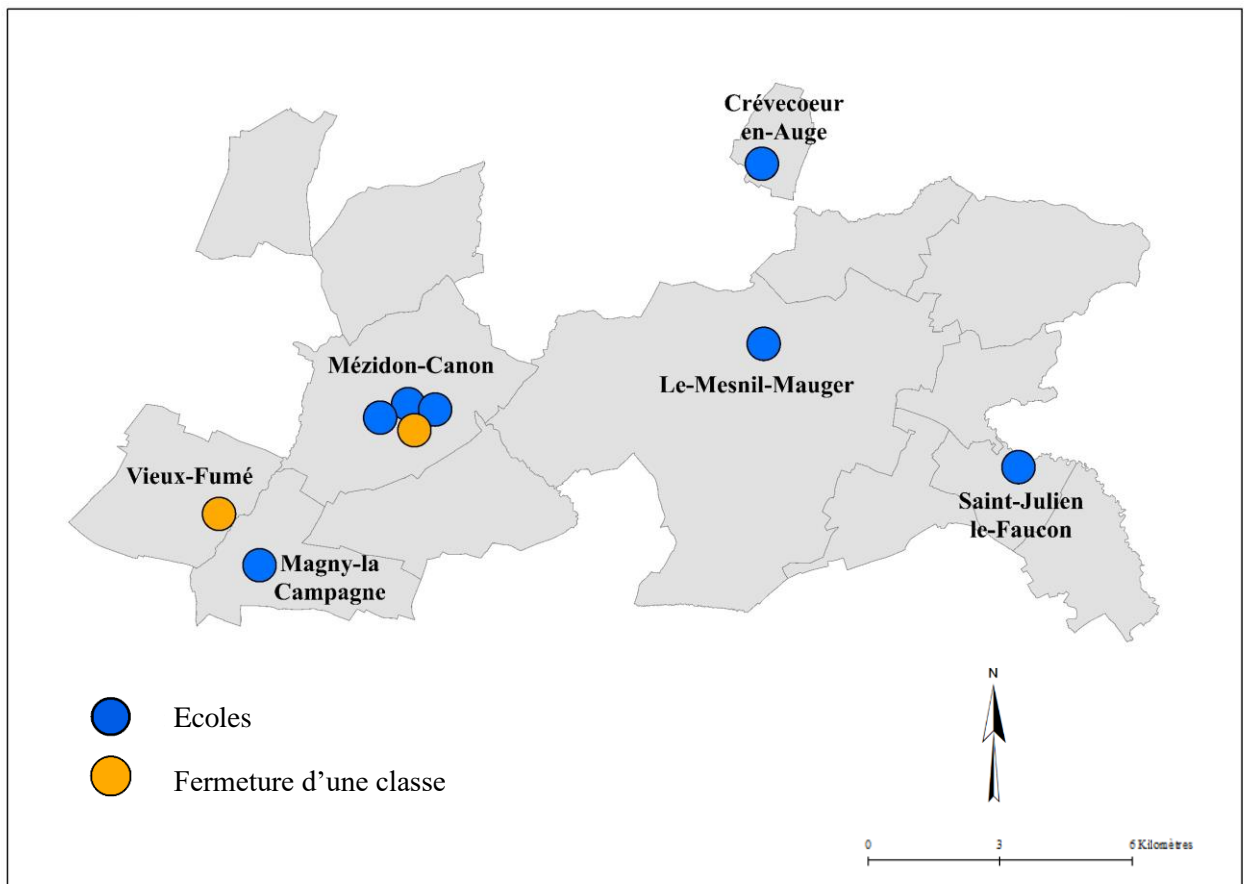 Crévecoeur
en-Auge
Mézidon-Canon
Le-Mesnil-Mauger
Vieux-Fumé
Saint-Julien
le-Faucon
Magny-la
Campagne
N
Ecoles
Fermeture d'une classe
0 3 6 Kilomètres